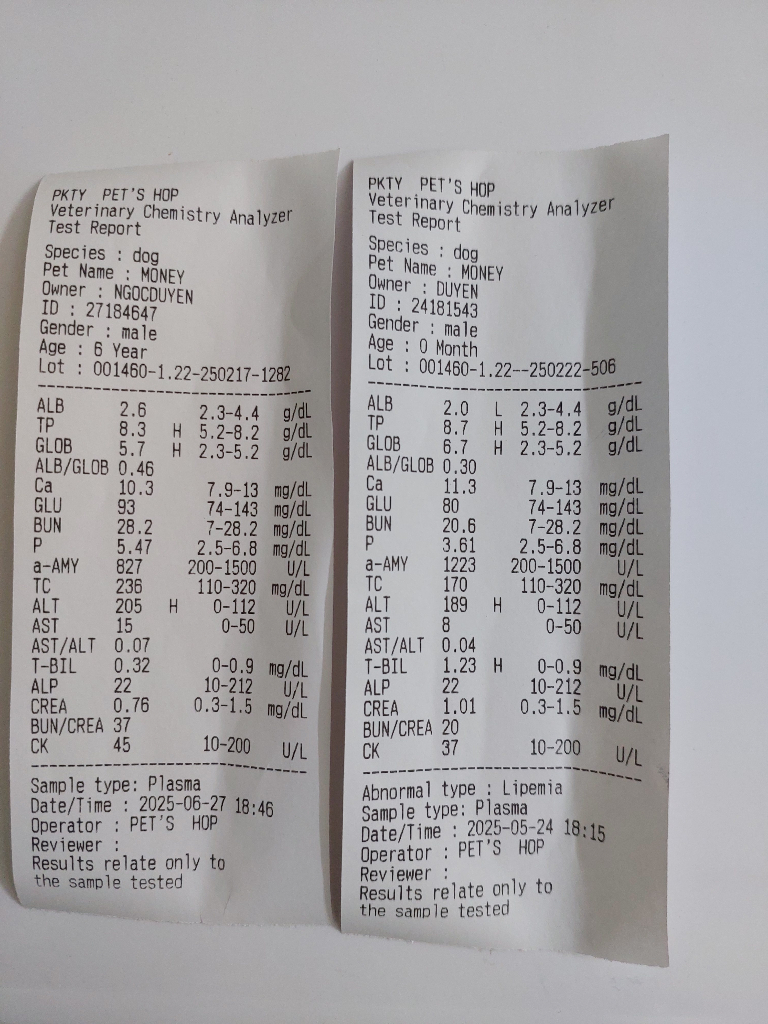 PKTY PET'S HOP
Veterinary Chemistry Analyzer
Test Report
Species : dog
Pet Name : MONEY
Owner : NGOCDUYEN
ID : 27184647
Gender : male
Age : 6 Year
Lot : 001460-1.22-250217-1282
ALB 2.6 2.3-4.4 g/dL
TP 8.3 H 5.2-8.2 g/dL
GLOB 5.7 H 2.3-5.2 g/dL
ALB/GLOB 0.46
Ca 10.3 7.9-13 mg/dL
GLU 93 74-143 mg/dL
BUN 28.2 7-28.2 mg/dL
P 5.47 2.5-6.8 mg/dL
a-AMY 827 200-1500 U/L
TC 236 110-320 mg/dL
ALT 205 H 0-112 U/L
AST 15 0-50 U/L
AST/ALT 0.07
T-BIL 0.32 0-0.9 mg/dL
ALP 22 10-212 U/L
CREA 0.76 0.3-1.5 mg/dL
BUN/CREA 37
CK 45 10-200 U/L
Sample type: Plasma
Date/Time : 2025-06-27 18:46
Operator : PET'S HOP
Reviewer :
Results relate only to
the sample tested
PKTY PET'S HOP
Veterinary Chemistry Analyzer
Test Report
Species : dog
Pet Name : MONEY
Owner : DUYEN
ID : 24181543
Gender : male
Age : 0 Month
Lot : 001460-1.22--250222-506
ALB 2.0 L 2.3-4.4 g/dL
TP 8.7 H 5.2-8.2 g/dL
GLOB 6.7 H 2.3-5.2 g/dL
ALB/GLOB 0.30
Ca 11.3 7.9-13 mg/dL
GLU 80 74-143 mg/dL
BUN 20.6 7-28.2 mg/dL
P 3.61 2.5-6.8 mg/dL
a-AMY 1223 200-1500 U/L
TC 170 110-320 mg/dL
ALT 189 H 0-112 U/L
AST 8 0-50 U/L
AST/ALT 0.04
T-BIL 1.23 H 0-0.9 mg/dL
ALP 22 10-212 U/L
CREA 1.01 0.3-1.5 mg/dL
BUN/CREA 20
CK 37 10-200 U/L
Abnormal type : Lipemia
Sample type: Plasma
Date/Time : 2025-05-24 18:15
Operator : PET'S HOP
Reviewer :
Results relate only to
the sample tested